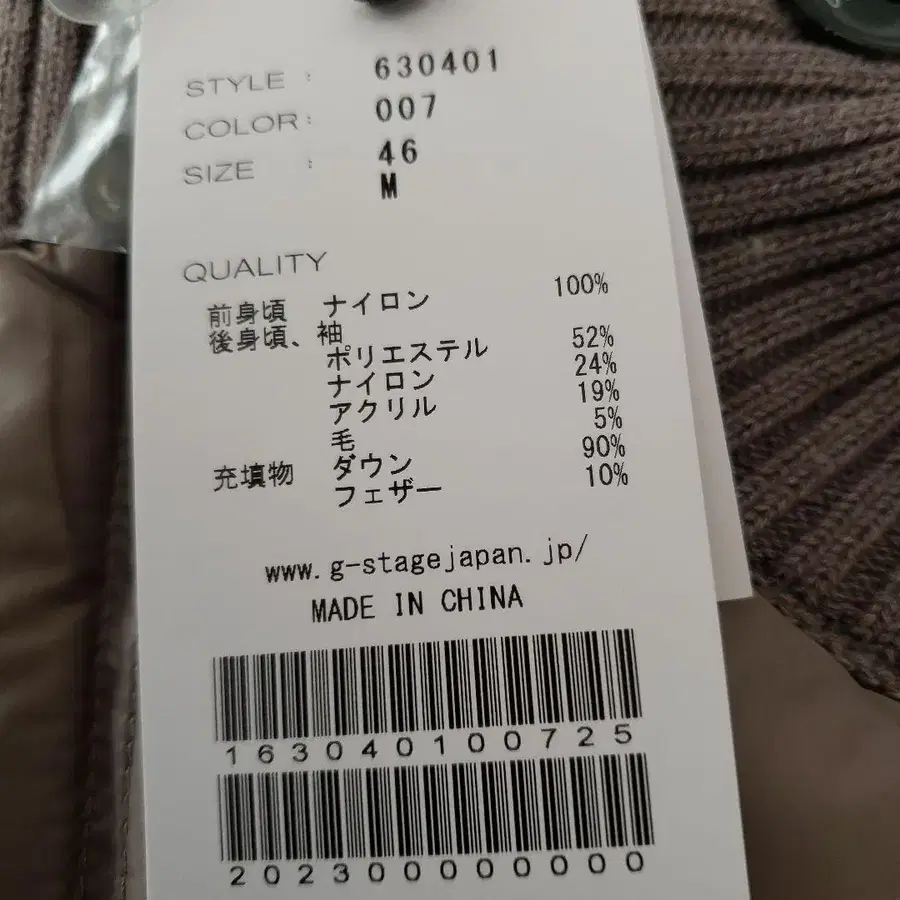 STYLE : 630401
COLOR: 007
SIZE : 46
M
QUALITY
前身頃 ナイロン 100%
後身頃、袖
ポリエステル 52%
ナイロン 24%
アクリル 19%
毛 5%
充填物 ダウン 90%
フェザー 10%
www.g-stagejapan.jp/
MADE IN CHINA
163040100725
2023000000000